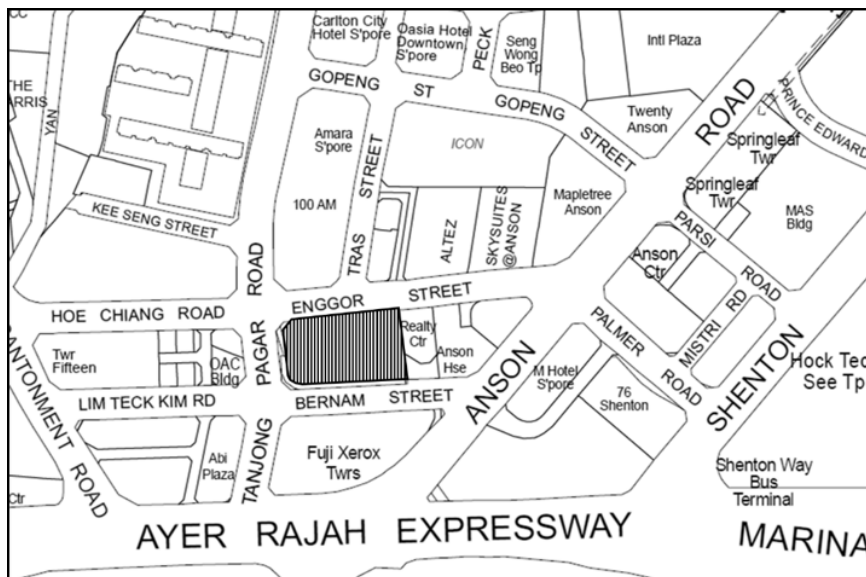 CC
Carlton City
Hotel S'pore
Oasia Hotel
Downtown,
S'pore
PECK
Seng
Wong
Beo Tp
Intl Plaza
THE
ARRIS
YAN
GOPENG ST
GOPENG STREET
Twenty
Anson
ROAD
PRINCE EDWARD
Amara
S'pore
ICON
Springleaf
Twr
Springleaf
Twr
100 AM
TRAS STREET
ALTEZ
SKYSUITES
@ANSON
Mapletree
Anson
MAS
Bldg
KEE SENG STREET
PARSI ROAD
Anson
Ctr
HOE CHIANG ROAD
ENGGOR STREET
MISTRI RD
PALMER ROAD
Twr
Fifteen
OAC
Bldg
Realty
Ctr
Anson
Hse
M Hotel
S'pore
76
Shenton
Hock Tec
See Tp
ANTONMENT ROAD
LIM TECK KIM RD
TANJONG PAGAR ROAD
BERNAM STREET
ANSON
SHENTON
Abi
Plaza
Fuji Xerox
Twrs
Ctr
Shenton Way
Bus
Terminal
AYER RAJAH EXPRESSWAY
MARINA